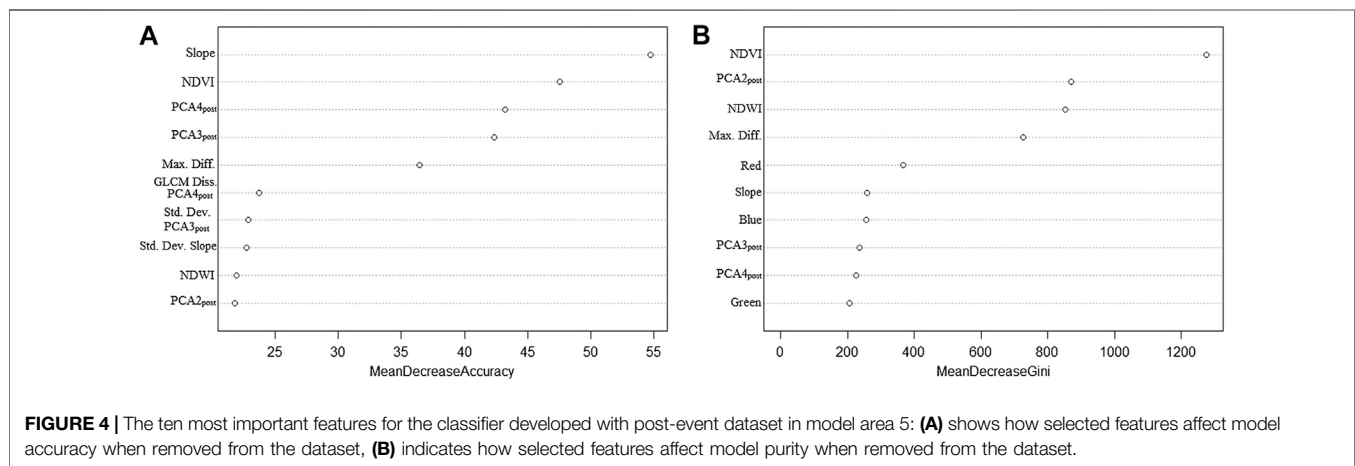 A
Slope
NDVI
PCA4post
PCA3post
Max. Diff.
GLCM Diss.
PCA4post
Std. Dev.
PCA3post
Std. Dev. Slope
NDWI
PCA2post
25 30 35 40 45 50 55
MeanDecreaseAccuracy
B
NDVI
PCA2post
NDWI
Max. Diff.
Red
Slope
Blue
PCA3post
PCA4post
Green
0 200 400 600 800 1000 1200
MeanDecreaseGini
FIGURE 4 | The ten most important features for the classifier developed with post-event dataset in model area 5: (A) shows how selected features affect model
accuracy when removed from the dataset, (B) indicates how selected features affect model purity when removed from the dataset.